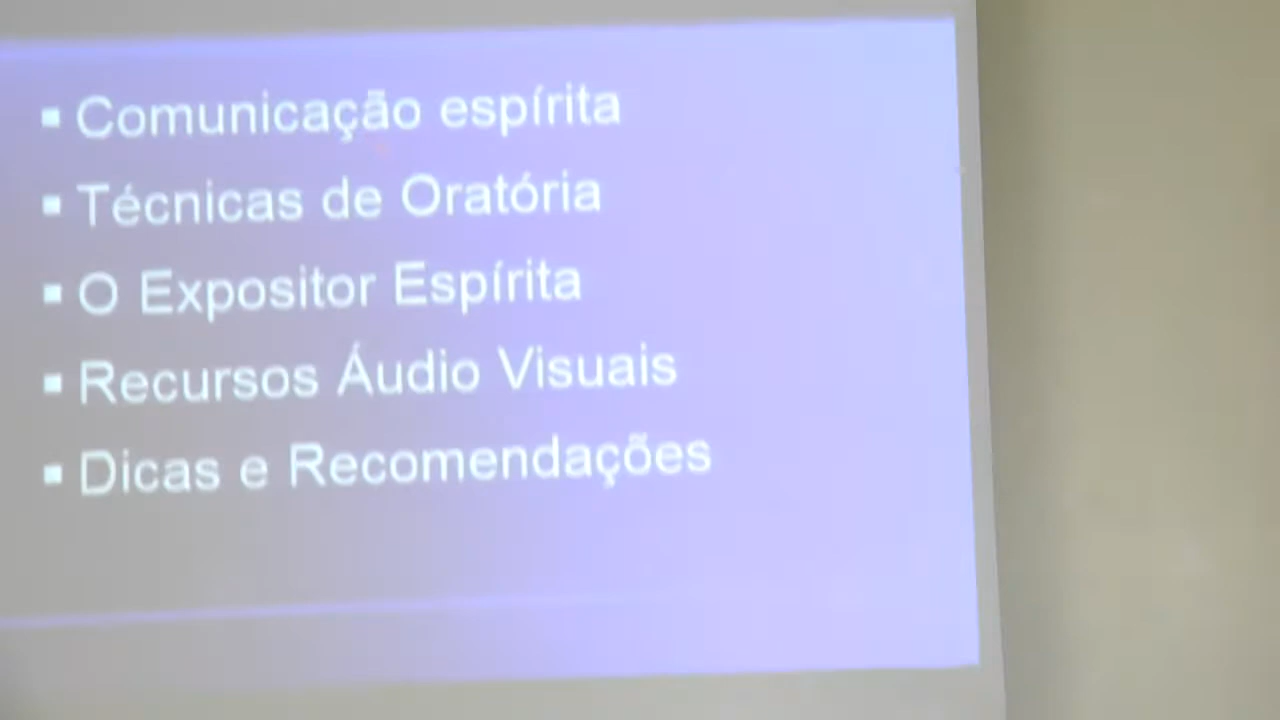 ▪ Comunicação espírita
▪ Técnicas de Oratória
▪ O Expositor Espírita
▪ Recursos Áudio Visuais
▪ Dicas e Recomendações